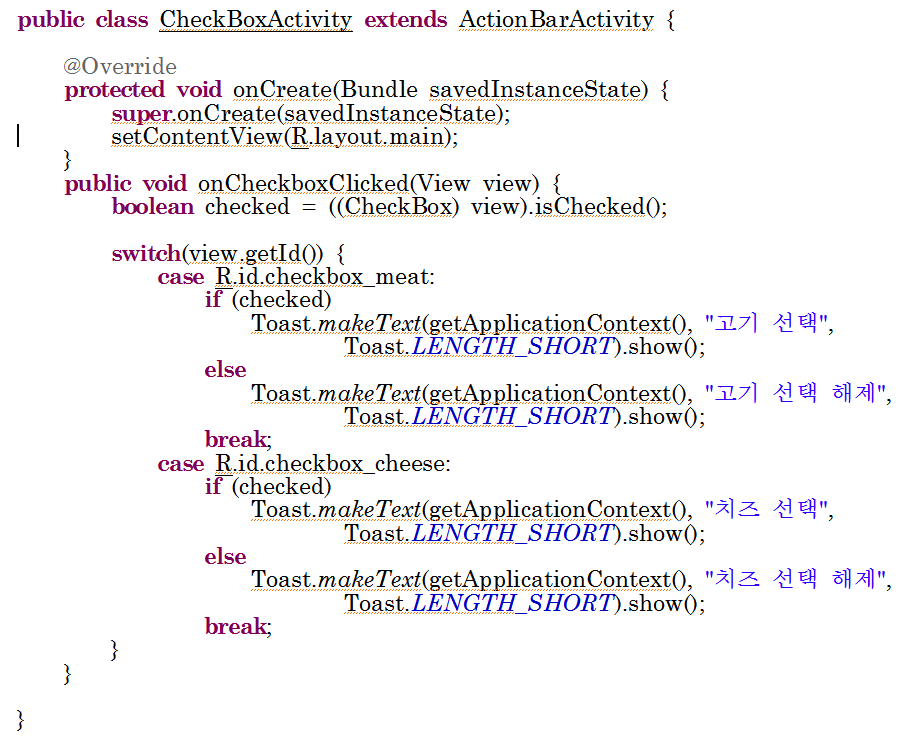 public class CheckBoxActivity extends ActionBarActivity {
@Override
protected void onCreate(Bundle savedInstanceState) {
super.onCreate(savedInstanceState);
setContentView(R.layout.main);
}
public void onCheckboxClicked(View view) {
boolean checked = ((CheckBox) view).isChecked();
switch(view.getId()) {
case R.id.checkbox_meat:
if (checked)
Toast.makeText(getApplicationContext(), "고기 선택",
Toast.LENGTH_SHORT).show();
else
Toast.makeText(getApplicationContext(), "고기 선택 해제",
Toast.LENGTH_SHORT).show();
break;
case R.id.checkbox_cheese:
if (checked)
Toast.makeText(getApplicationContext(), "치즈 선택",
Toast.LENGTH_SHORT).show();
else
Toast.makeText(getApplicationContext(), "치즈 선택 해제",
Toast.LENGTH_SHORT).show();
break;
}
}
}